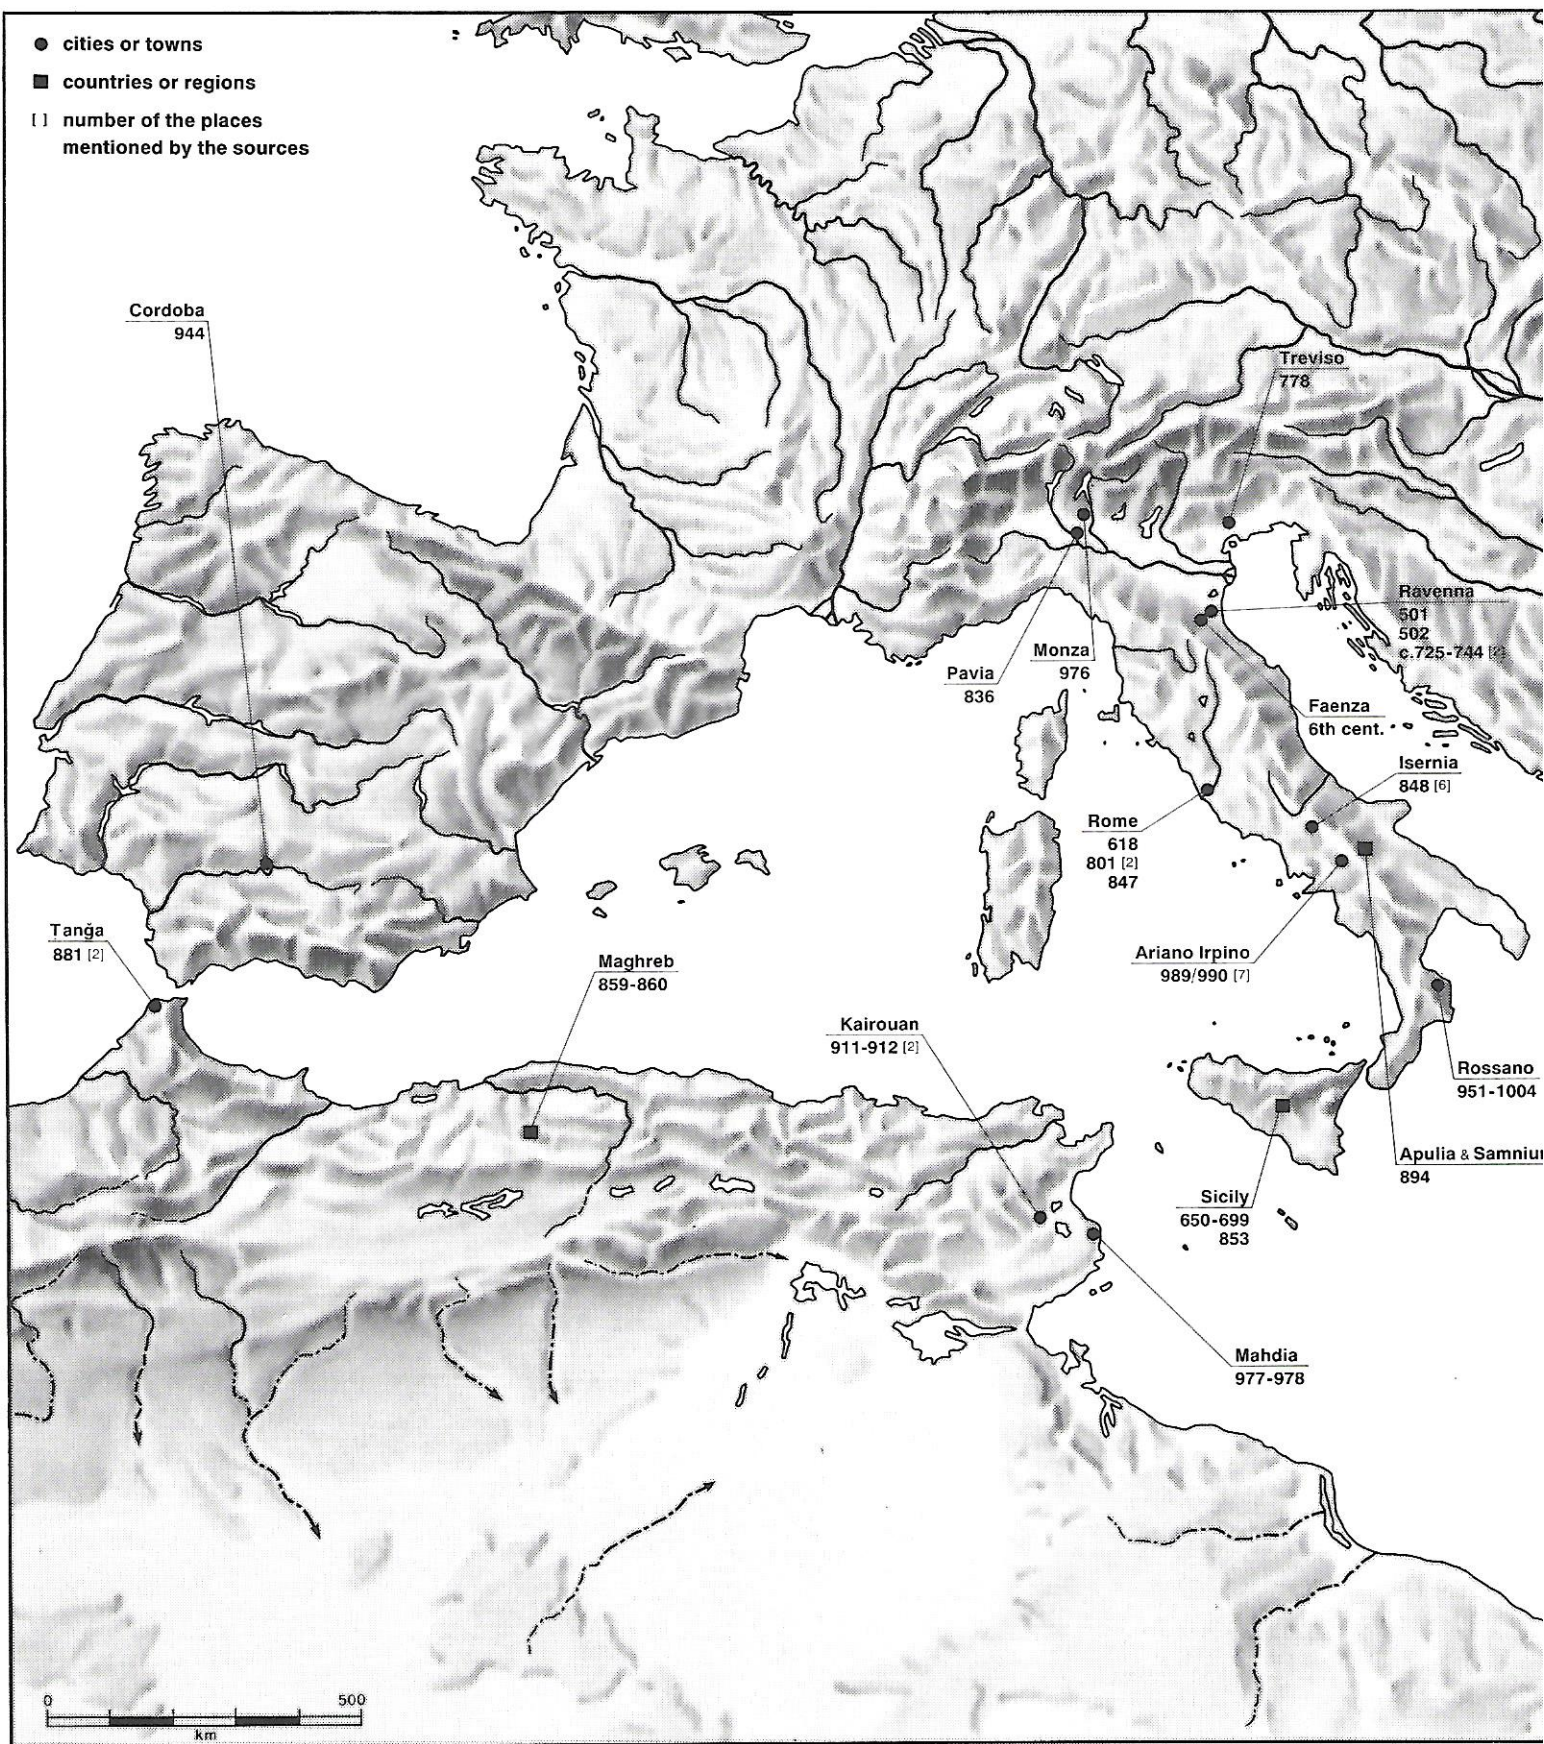 cities or towns
countries or regions
[ ] number of the places
mentioned by the sources
Cordoba
944
Treviso
778
Ravenna
501
502
c.725-744 [2]
Monza
976
Pavia
836
Faenza
6th cent.
Isernia
848 [6]
Rome
618
801 [2]
847
Tanǧa
881 [2]
Maghreb
859-860
Ariano Irpino
989/990 [7]
Kairouan
911-912 [2]
Rossano
951-1004
Apulia & Samniu
894
Sicily
650-699
853
Mahdia
977-978
0 500
km